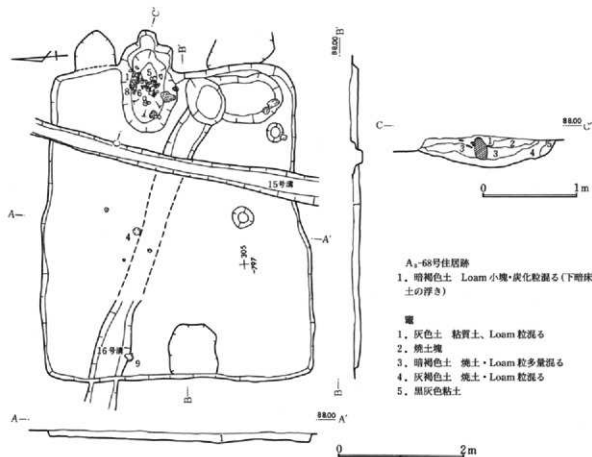 C'
B'
88.00 B'
15号溝
A—
A'
4
305
-797
16号溝
9
B
B
A—
88.00 A'
0 2m
C—
88.00 C'
3 2 3 4 5
0 1m
A₈-68号住居跡
1. 暗褐色土 Loam小塊・炭化粒混る(下暗床
土の浮き)
竈
1. 灰色土 粘質土、Loam粒混る
2. 焼土塊
3. 暗褐色土 焼土・Loam粒多量混る
4. 灰褐色土 焼土・Loam粒混る
5. 黒灰色粘土